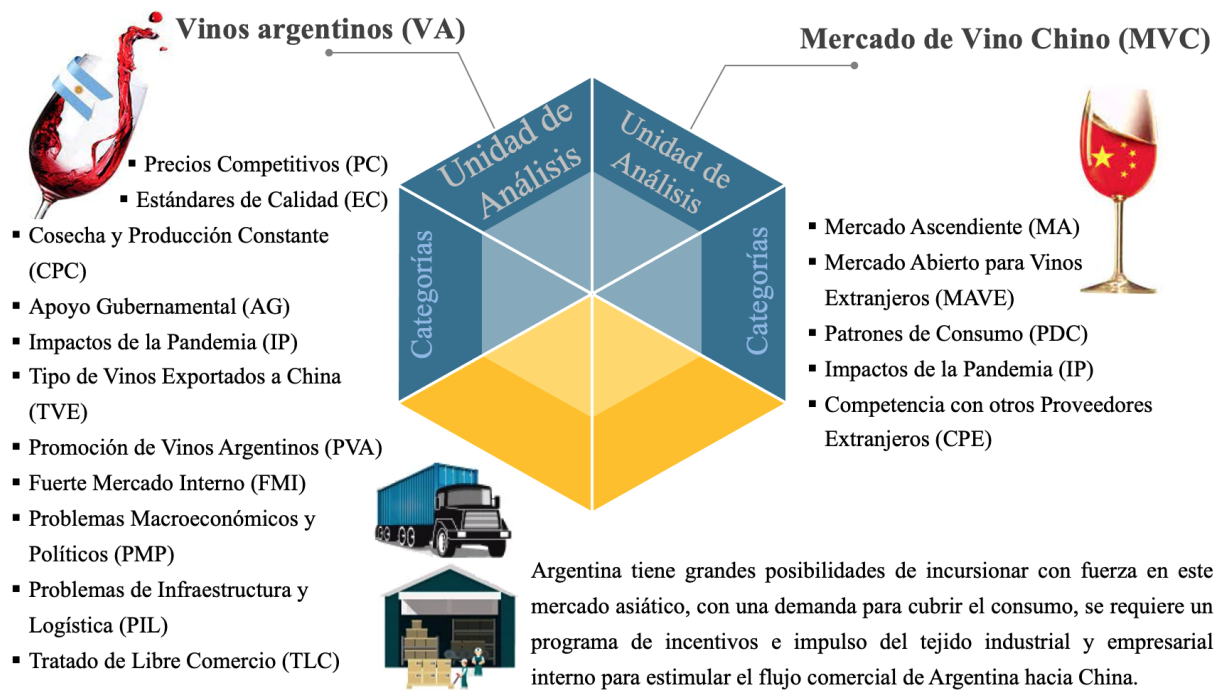 Vinos argentinos (VA)
Mercado de Vino Chino (MVC)
Unidad de
Análisis
Unidad de
Análisis
Categorías
Categorías
▪ Precios Competitivos (PC)
▪ Estándares de Calidad (EC)
▪ Cosecha y Producción Constante
(CPC)
▪ Apoyo Gubernamental (AG)
▪ Impactos de la Pandemia (IP)
▪ Tipo de Vinos Exportados a China
(TVE)
▪ Promoción de Vinos Argentinos (PVA)
▪ Fuerte Mercado Interno (FMI)
▪ Problemas Macroeconómicos y
Políticos (PMP)
▪ Problemas de Infraestructura y
Logística (PIL)
▪ Tratado de Libre Comercio (TLC)
▪ Mercado Ascendiente (MA)
▪ Mercado Abierto para Vinos
Extranjeros (MAVE)
▪ Patrones de Consumo (PDC)
▪ Impactos de la Pandemia (IP)
▪ Competencia con otros Proveedores
Extranjeros (CPE)
Argentina tiene grandes posibilidades de incursionar con fuerza en este
mercado asiático, con una demanda para cubrir el consumo, se requiere un
programa de incentivos e impulso del tejido industrial y empresarial
interno para estimular el flujo comercial de Argentina hacia China.